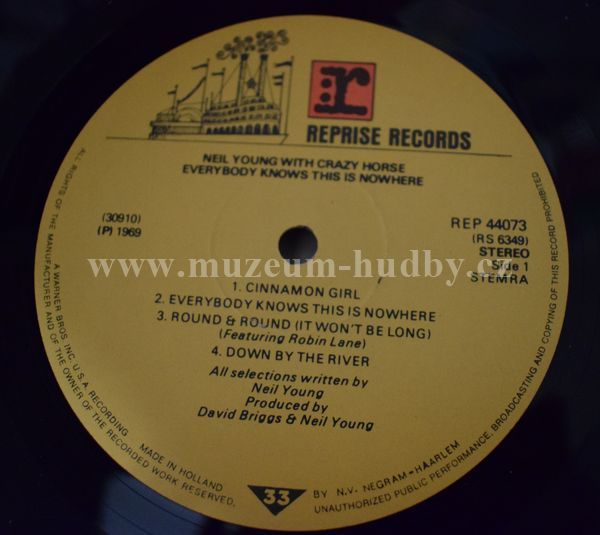 r
REPRISE RECORDS
NEIL YOUNG WITH CRAZY HORSE
EVERYBODY KNOWS THIS IS NOWHERE
(30910)
(P) 1969
REP 44073
(RS 6349)
STEREO
Side 1
STEMRA
www.muzeum-hudby.cz
1. CINNAMON GIRL
2. EVERYBODY KNOWS THIS IS NOWHERE
3. ROUND & ROUND (IT WON'T BE LONG)
(Featuring Robin Lane)
4. DOWN BY THE RIVER
All selections written by
Neil Young
Produced by
David Briggs & Neil Young
33
ALL RIGHTS OF THE MANUFACTURER AND OF THE OWNER OF THE RECORDED WORK RESERVED.
A WARNER BROS. INC. U.S.A. RECORDING.
MADE IN HOLLAND
BY N.V. NEGRAM-HAARLEM
UNAUTHORIZED PUBLIC PERFORMANCE, BROADCASTING AND COPYING OF THIS RECORD PROHIBITED